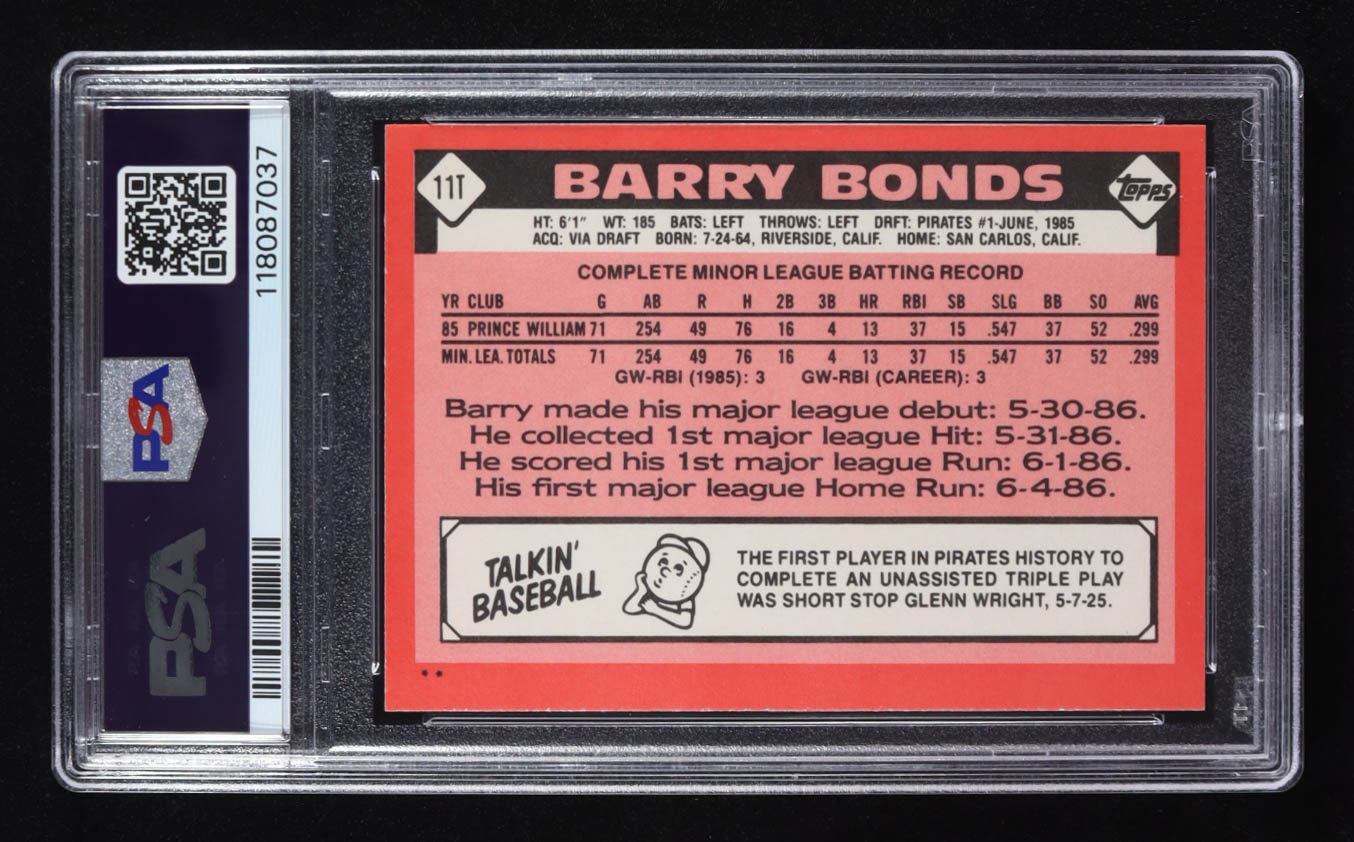 118087037
PSA
PSA
11T
BARRY BONDS
topps
HT: 6'1" WT: 185 BATS: LEFT THROWS: LEFT DRFT: PIRATES #1-JUNE, 1985
ACQ: VIA DRAFT BORN: 7-24-64, RIVERSIDE, CALIF. HOME: SAN CARLOS, CALIF.
COMPLETE MINOR LEAGUE BATTING RECORD
YR CLUB G AB R H 2B 3B HR RBI SB SLG BB SO AVG
85 PRINCE WILLIAM 71 254 49 76 16 4 13 37 15 .547 37 52 .299
MIN. LEA. TOTALS 71 254 49 76 16 4 13 37 15 .547 37 52 .299
GW-RBI (1985): 3 GW-RBI (CAREER): 3
Barry made his major league debut: 5-30-86.
He collected 1st major league Hit: 5-31-86.
He scored his 1st major league Run: 6-1-86.
His first major league Home Run: 6-4-86.
TALKIN'
BASEBALL
THE FIRST PLAYER IN PIRATES HISTORY TO
COMPLETE AN UNASSISTED TRIPLE PLAY
WAS SHORT STOP GLENN WRIGHT, 5-7-25.
**
PSA